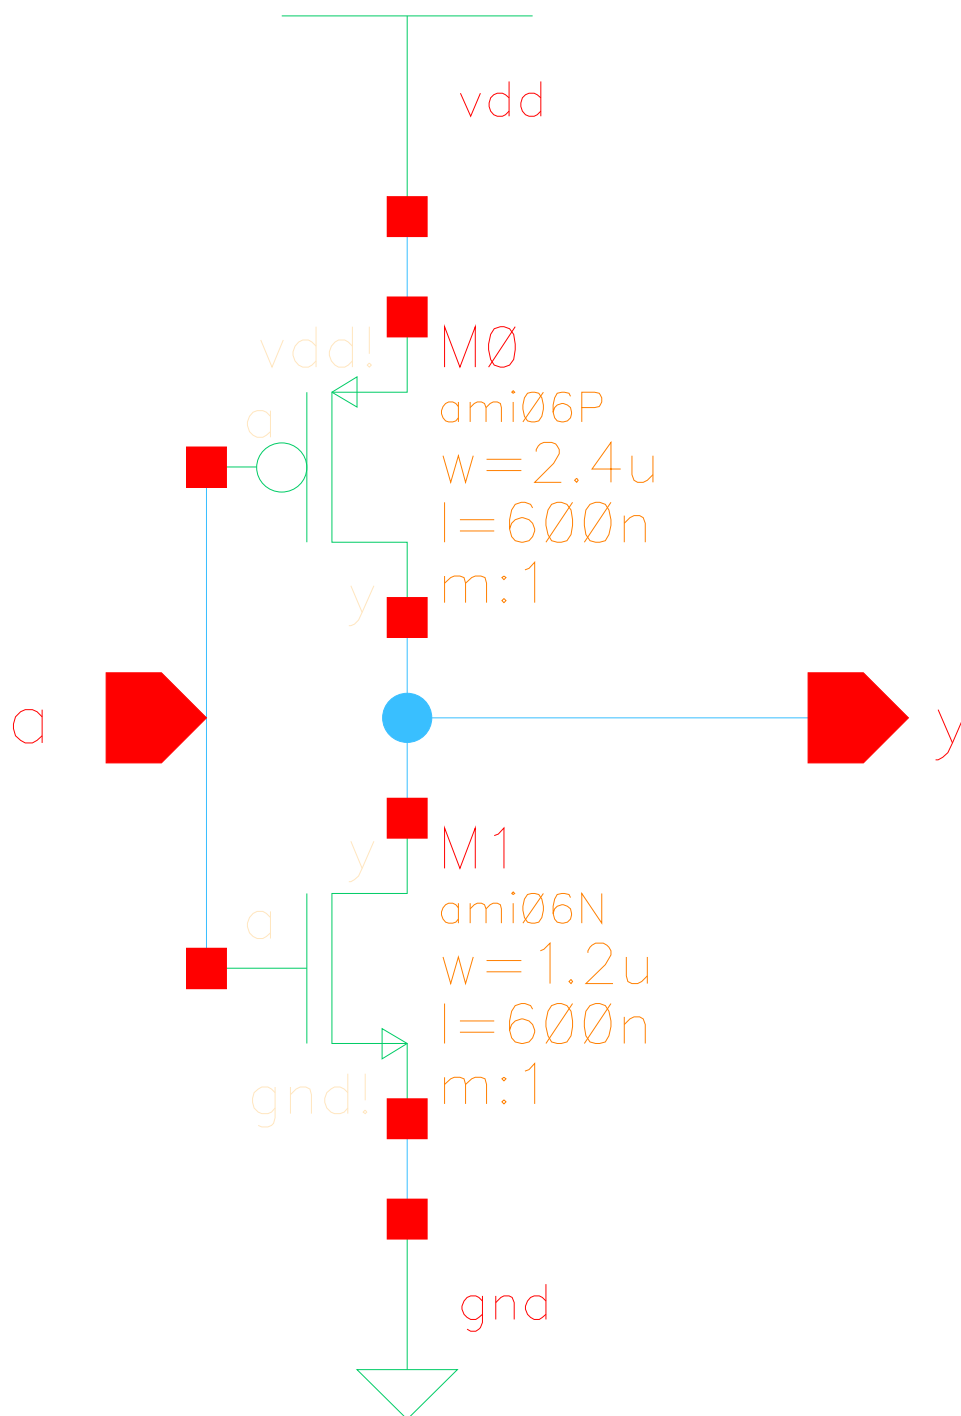 vdd
vdd!
M0
a
ami06P
w=2.4u
l=600n
m:1
y
a
y
y
M1
a
ami06N
w=1.2u
l=600n
gnd!
m:1
gnd